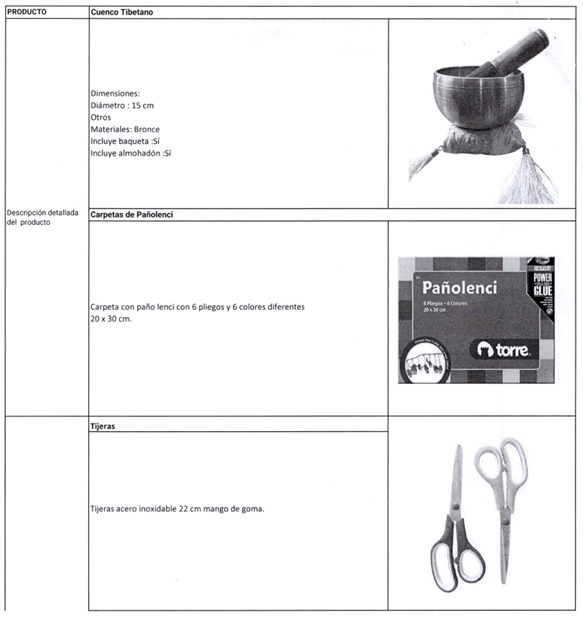 PRODUCTO
Cuenco Tibetano
Dimensiones:
Diámetro : 15 cm
Otros
Materiales: Bronce
Incluye baqueta :Sí
Incluye almohadón :Sí
Descripción detallada
del producto
Carpetas de Pañolenci
Carpeta con paño lenci con 6 pliegos y 6 colores diferentes
20 x 30 cm.
Pañolenci
6 Pliegos - 6 Colores
20 x 30 cm
POWER
GLUE
torre
Tijeras
Tijeras acero inoxidable 22 cm mango de goma.